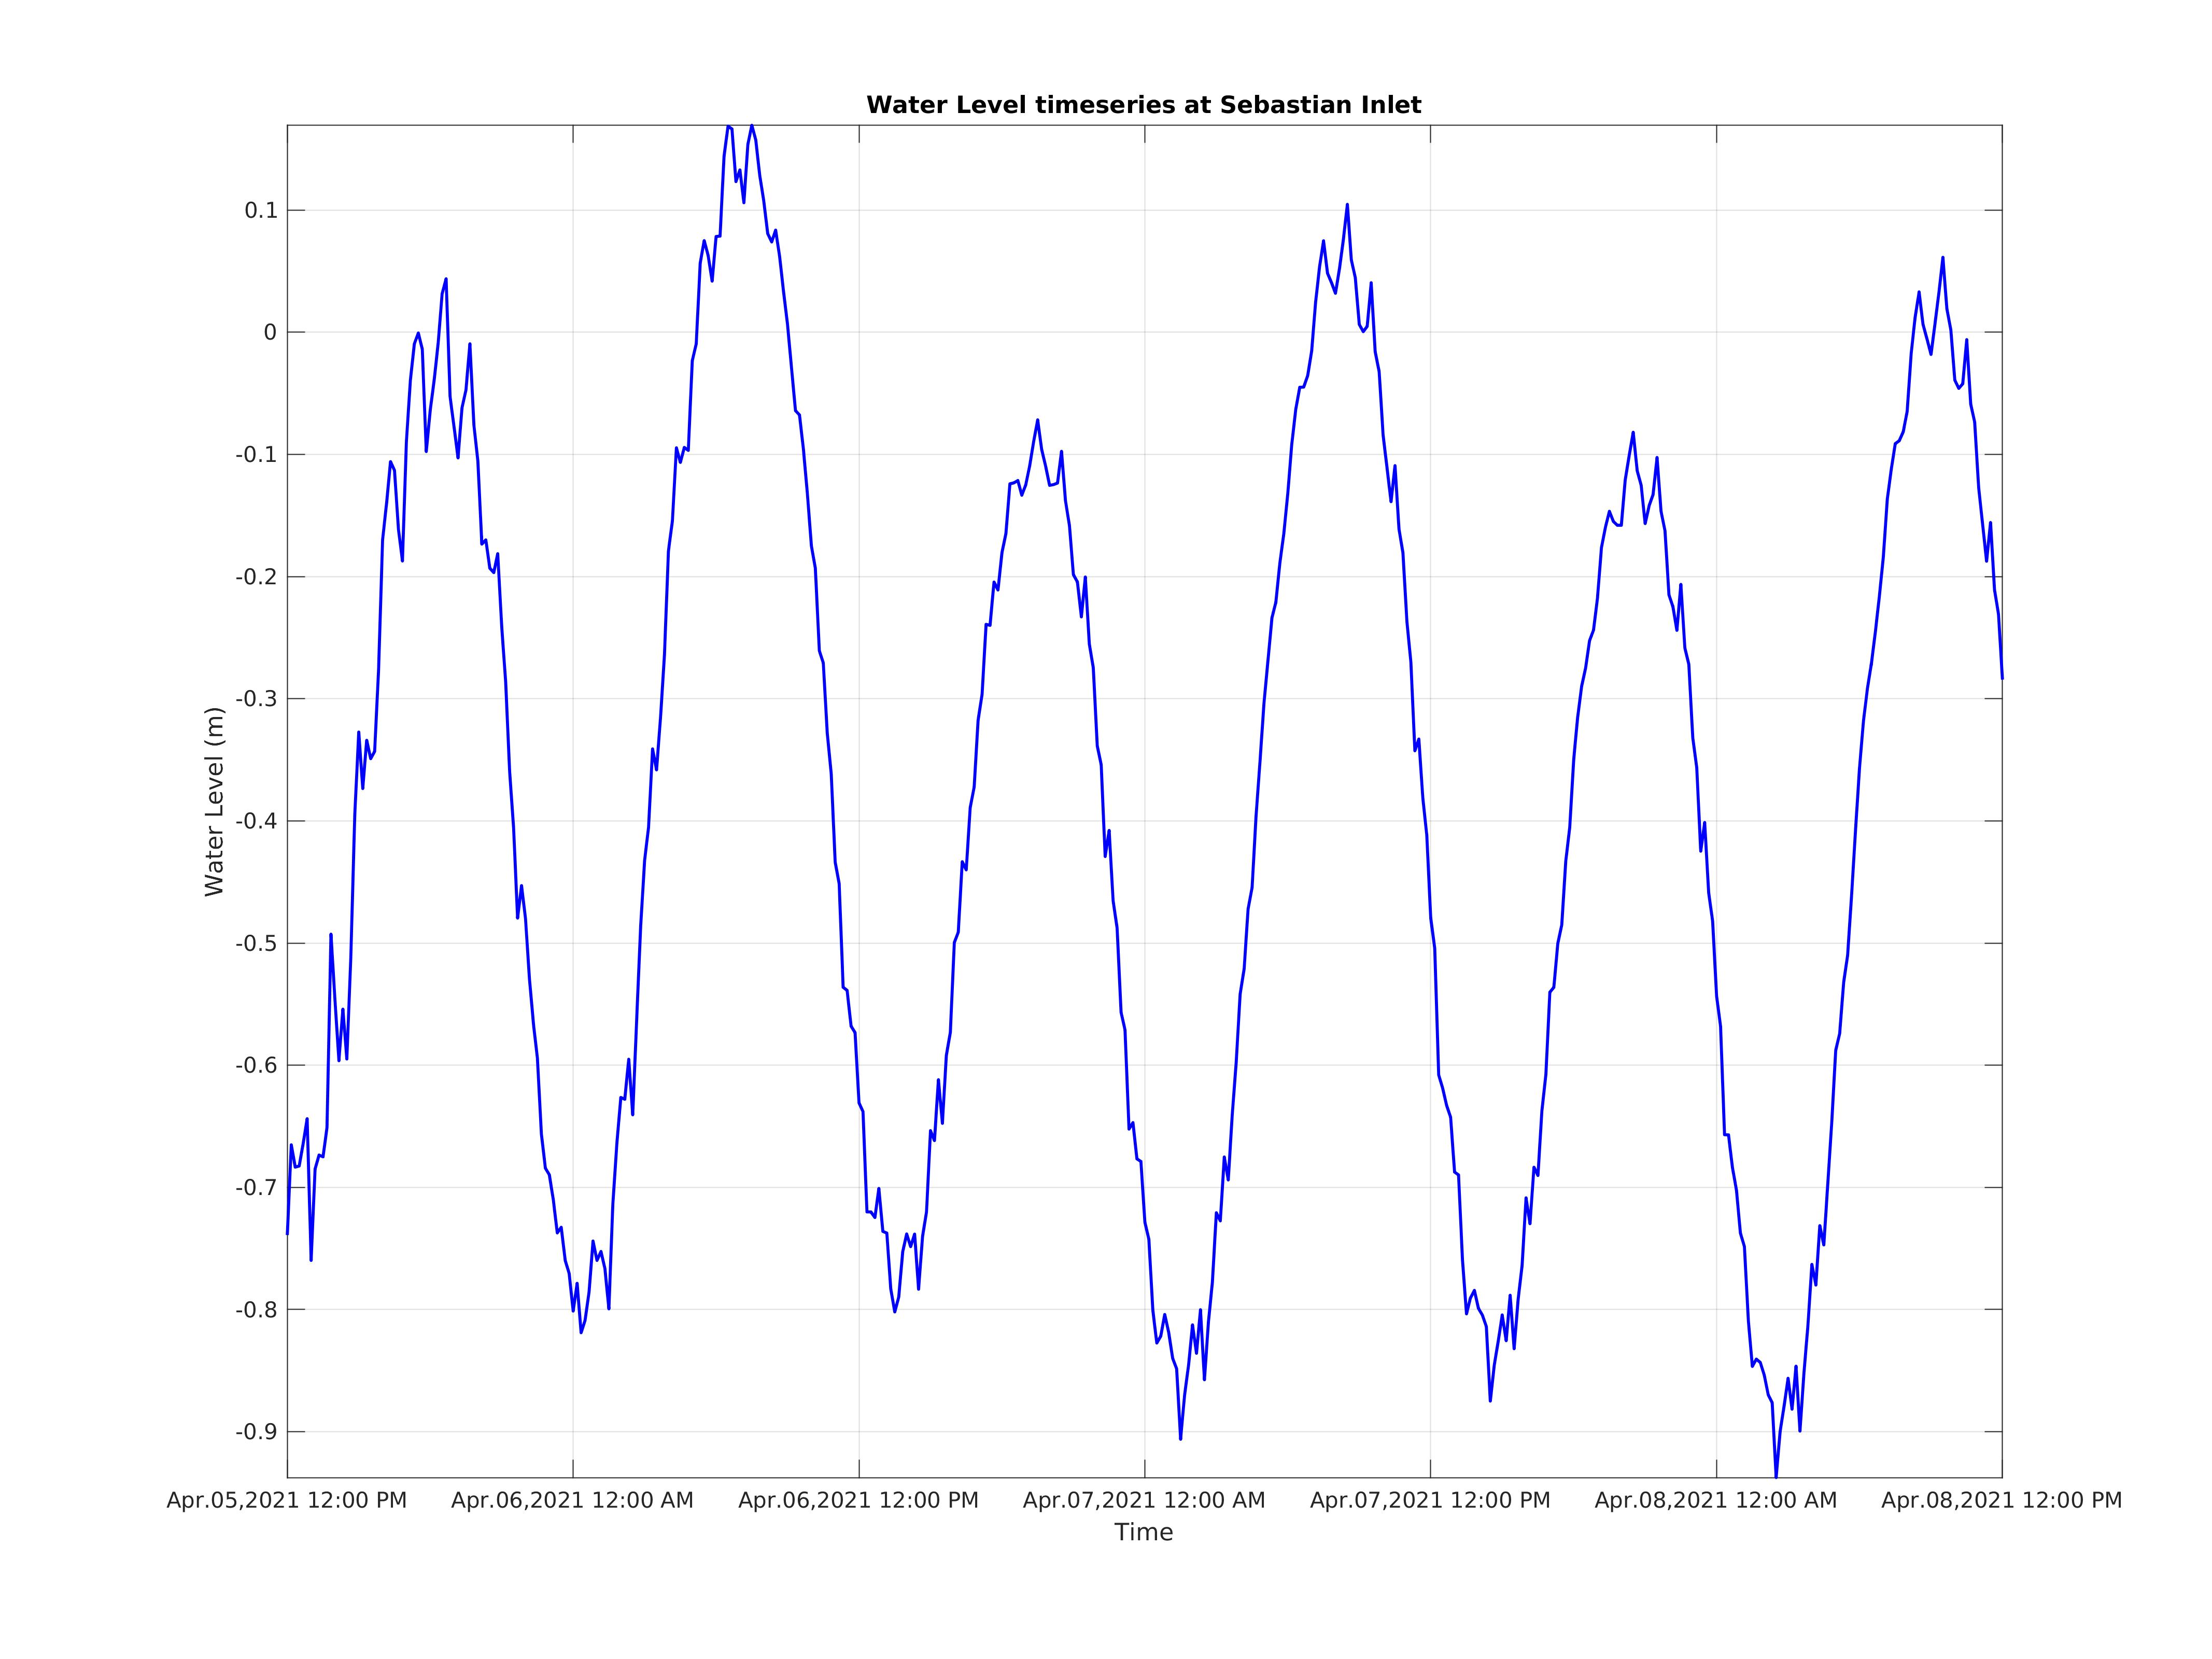 Water Level timeseries at Sebastian Inlet
0.1
0
-0.1
-0.2
-0.3
-0.4
-0.5
-0.6
-0.7
-0.8
-0.9
Water Level (m)
Apr.05,2021 12:00 PM
Apr.06,2021 12:00 AM
Apr.06,2021 12:00 PM
Apr.07,2021 12:00 AM
Apr.07,2021 12:00 PM
Apr.08,2021 12:00 AM
Apr.08,2021 12:00 PM
Time